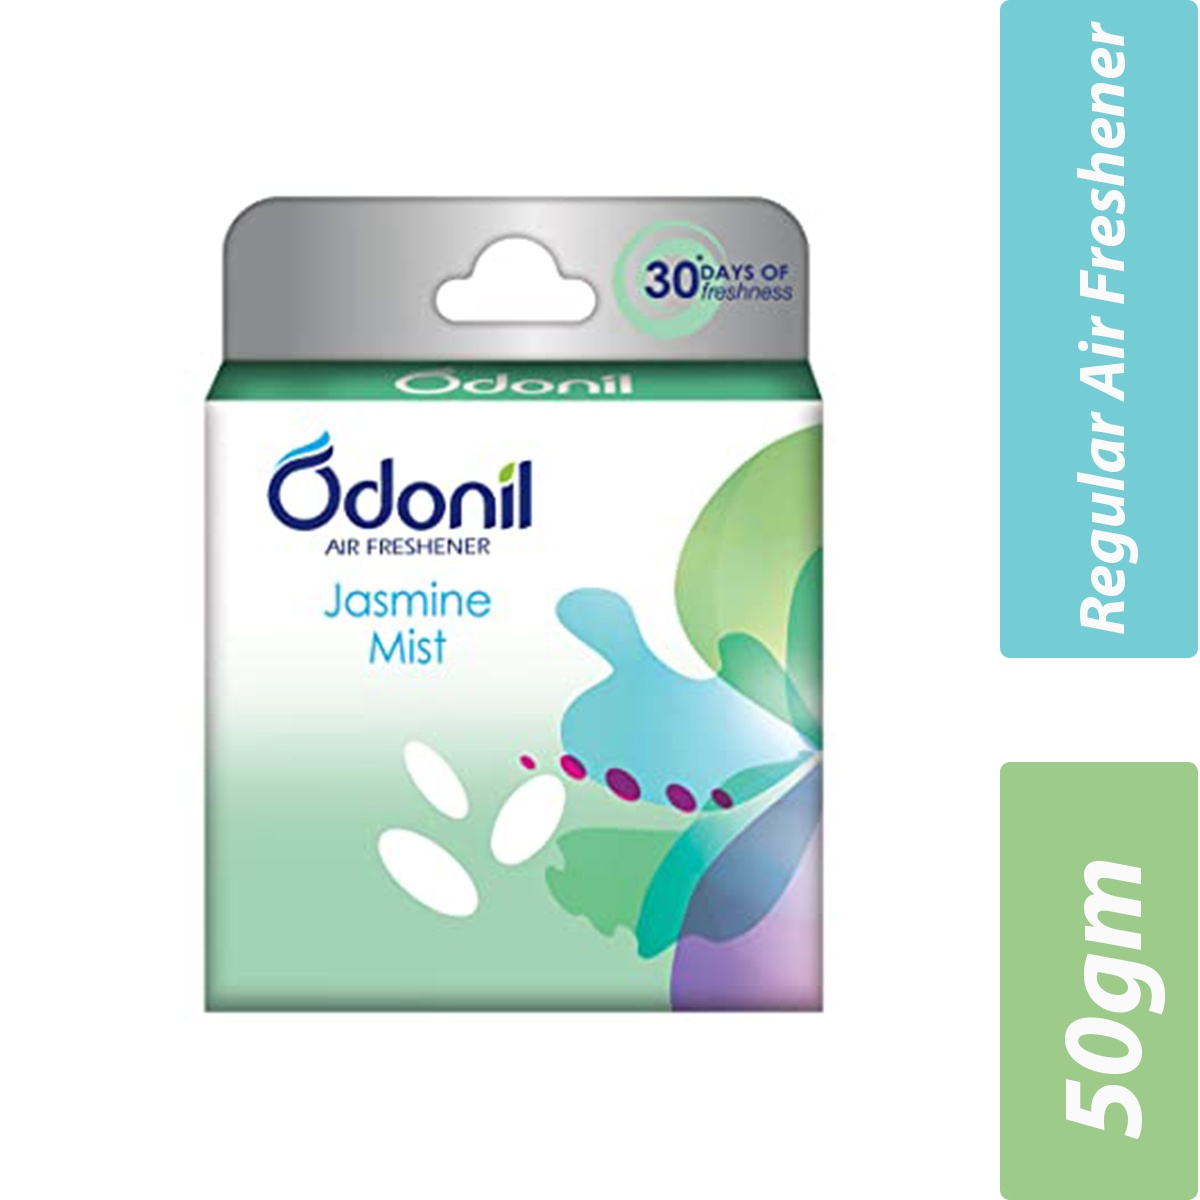 30* DAYS OF
freshness
Odonil
Odonil
AIR FRESHENER
Jasmine
Mist
Regular Air Freshener
50gm